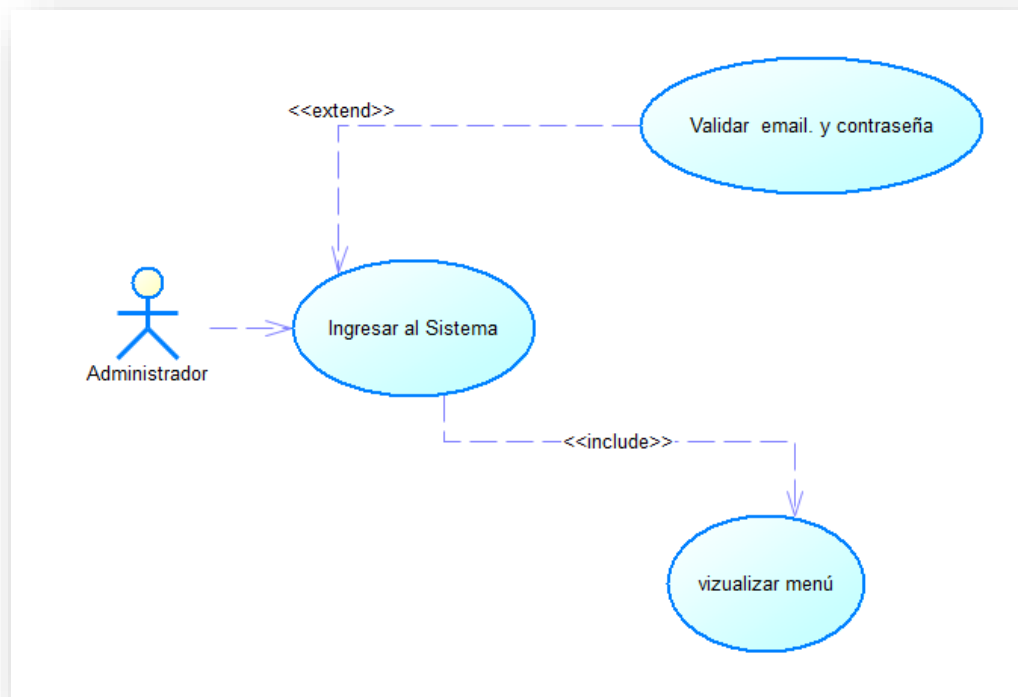 <<extend>>
Validar email. y contraseña
Ingresar al Sistema
Administrador
<<include>>
vizualizar menú